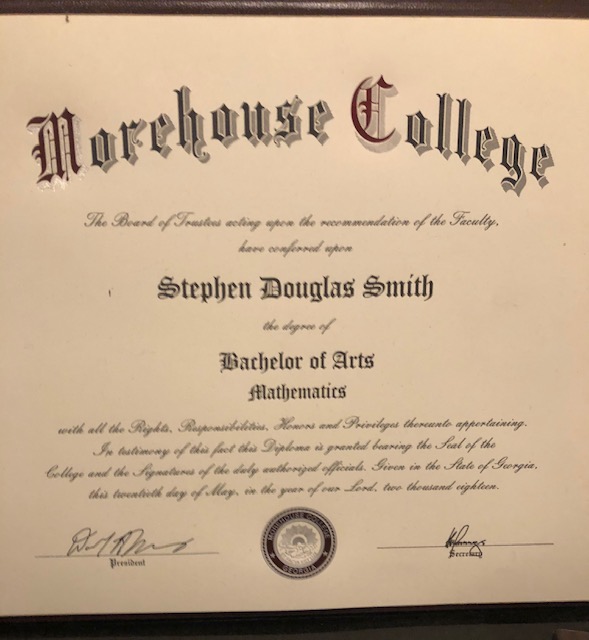 Morehouse College
The Board of Trustees acting upon the recommendation of the Faculty,
have conferred upon
Stephen Douglas Smith
the degree of
Bachelor of Arts
Mathematics
with all the Rights, Responsibilities, Honors and Privileges thereunto appertaining.
In testimony of this fact this Diploma is granted bearing the Seal of the
College and the Signatures of the duly authorized officials. Given in the State of Georgia,
this twentieth day of May, in the year of our Lord, two thousand eighteen.
President
MOREHOUSE COLLEGE
GEORGIA
Secretary